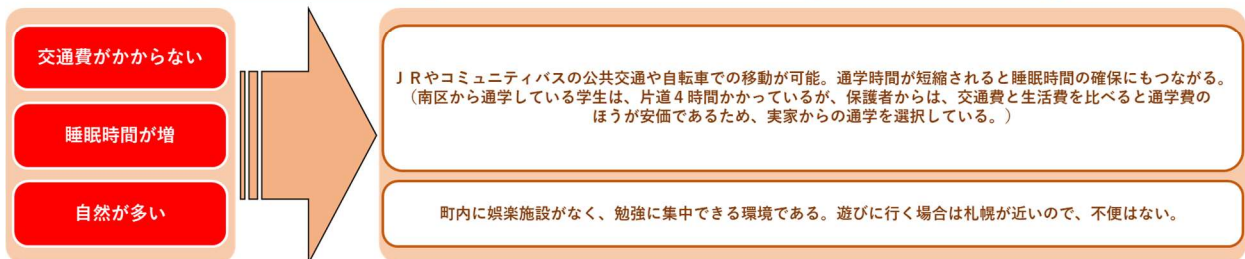 交通費がかからない
睡眠時間が増
自然が多い
ＪＲやコミュニティバスの公共交通や自転車での移動が可能。通学時間が短縮されると睡眠時間の確保にもつながる。
（南区から通学している学生は、片道４時間かかっているが、保護者からは、交通費と生活費を比べると通学費の
ほうが安価であるため、実家からの通学を選択している。）
町内に娯楽施設がなく、勉強に集中できる環境である。遊びに行く場合は札幌が近いので、不便はない。